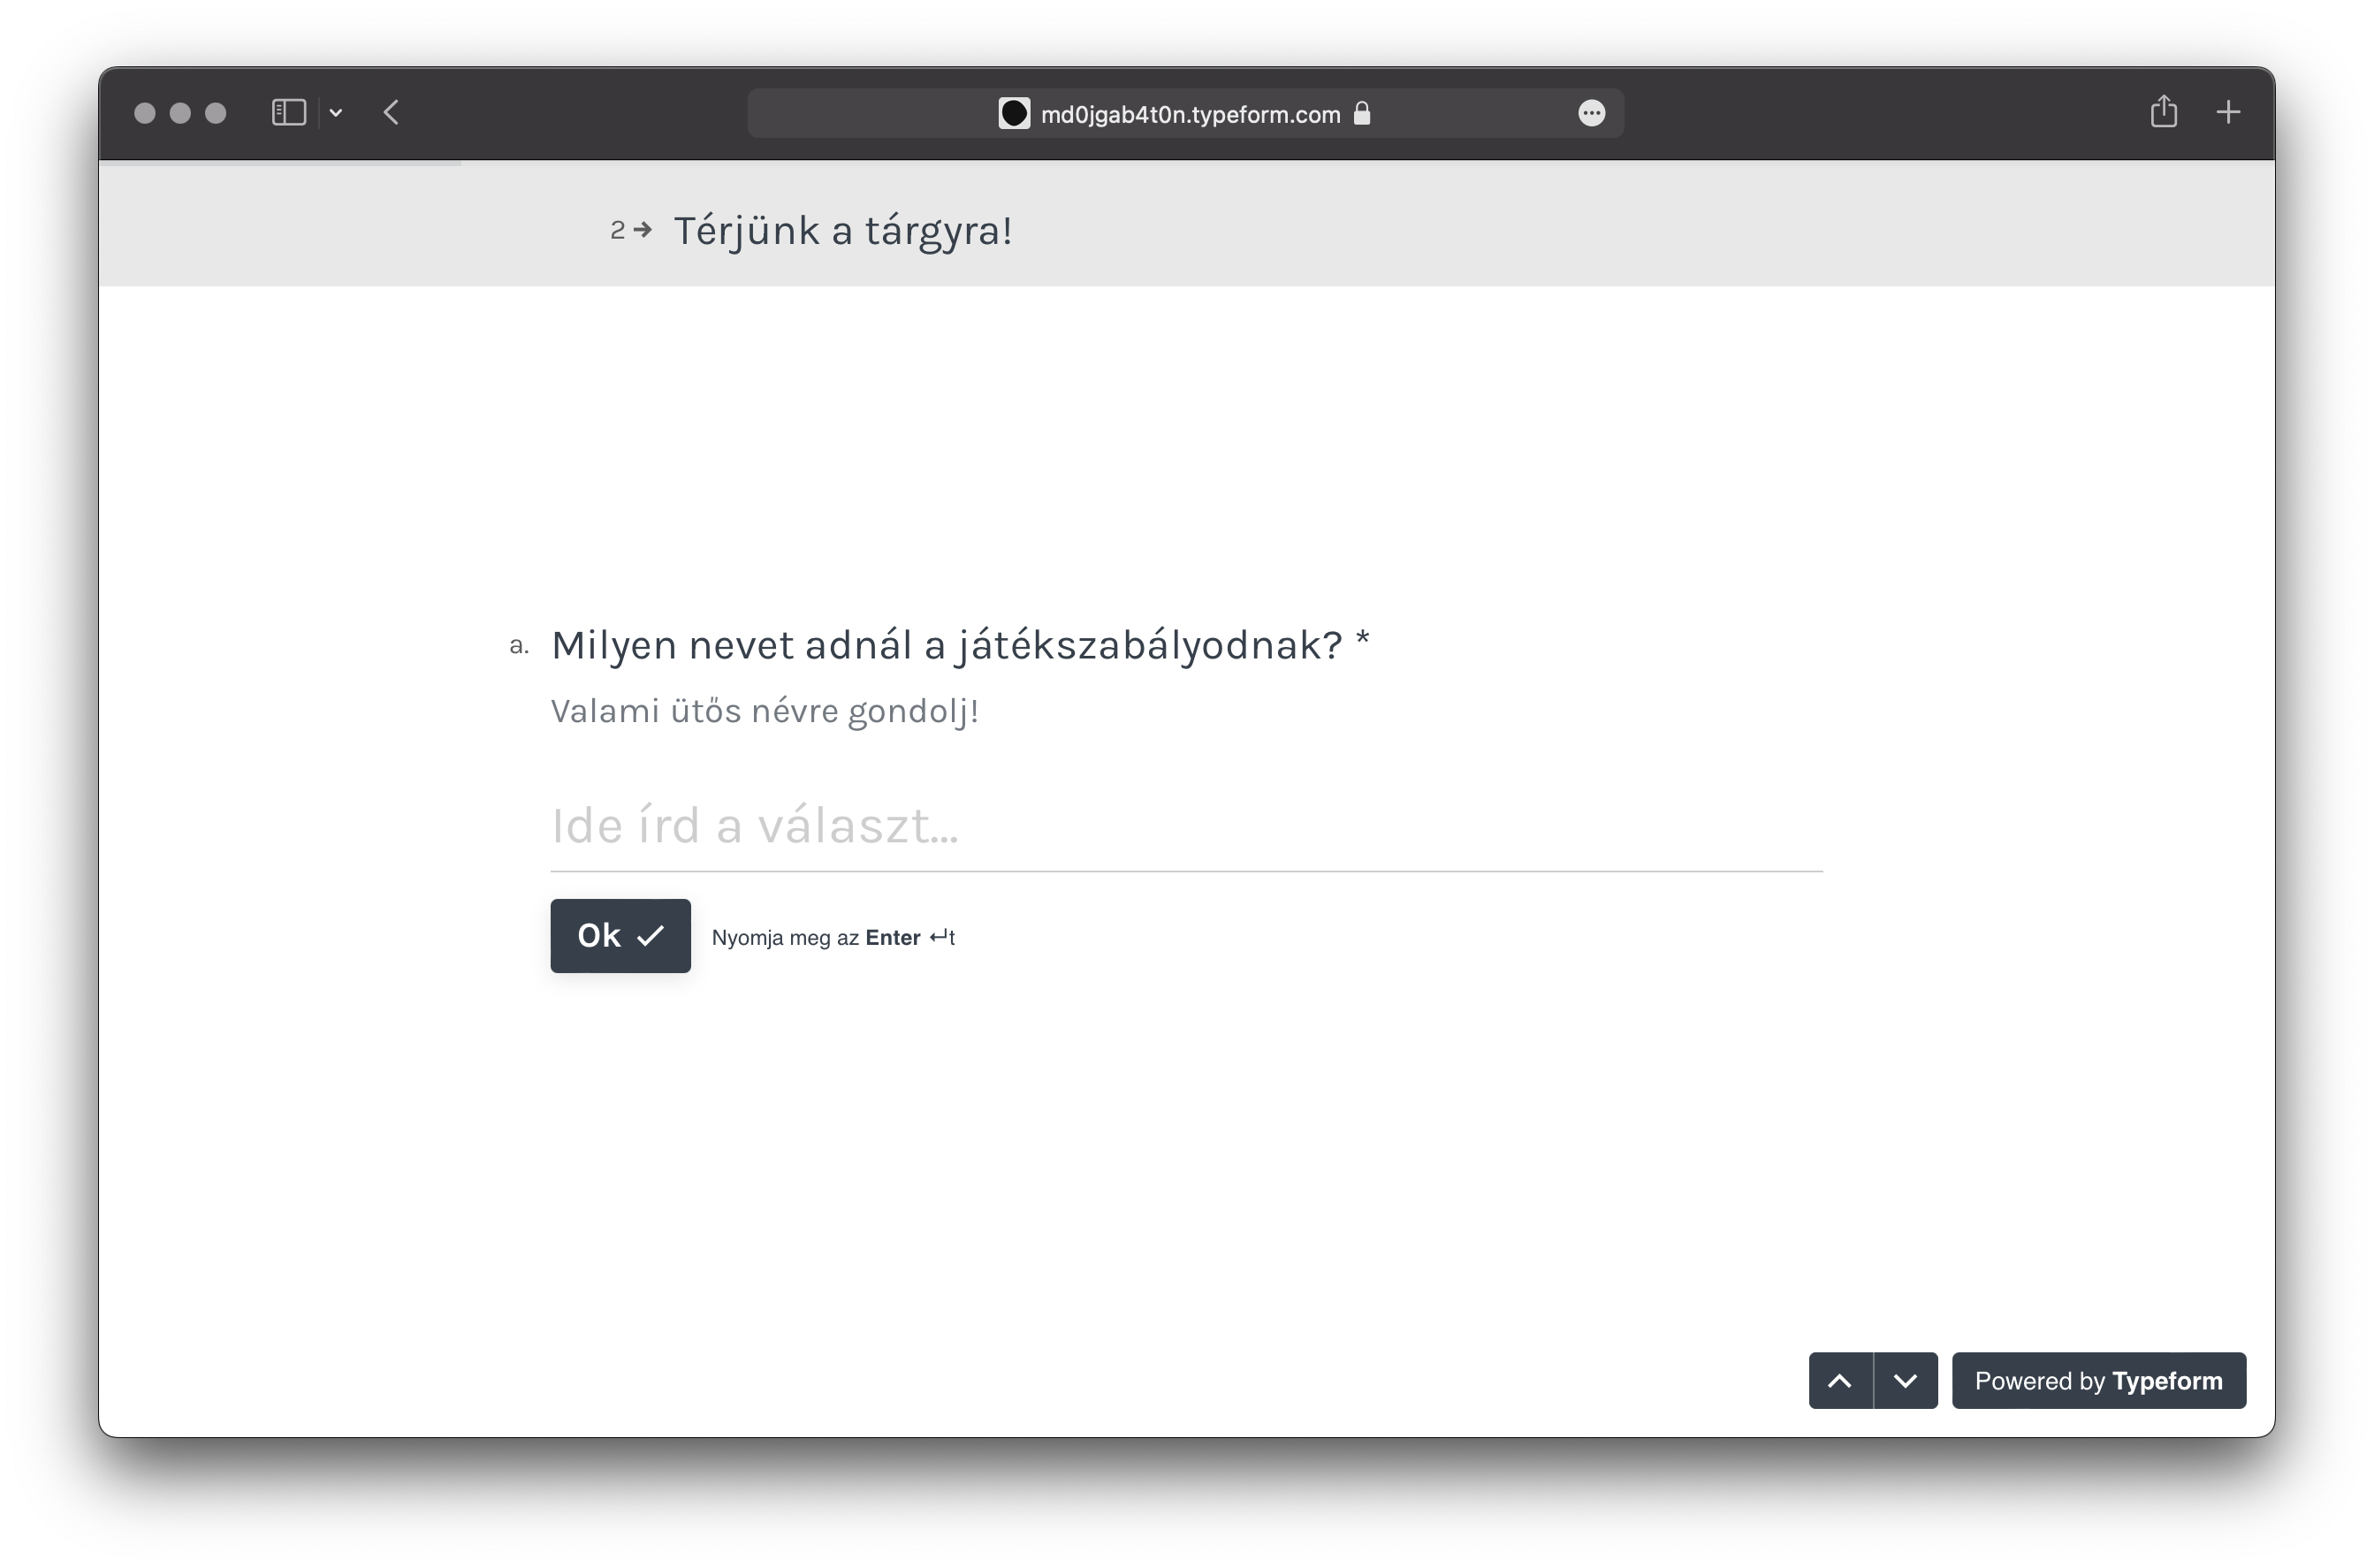 md0jgab4t0n.typeform.com
2 → Térjünk a tárgyra!
a. Milyen nevet adnál a játékszabályodnak? *
Valami ütős névre gondolj!
Ide írd a választ...
Ok
Nyomja meg az Enter ↵t
Powered by Typeform